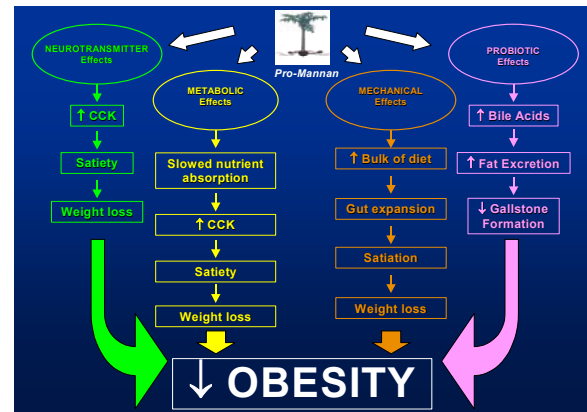 Pro-Mannan
NEUROTRANSMITTER
Effects
↑ CCK
Satiety
Weight loss
METABOLIC
Effects
Slowed nutrient
absorption
↑ CCK
Satiety
Weight loss
MECHANICAL
Effects
↑ Bulk of diet
Gut expansion
Satiation
Weight loss
PROBIOTIC
Effects
↑ Bile Acids
↑ Fat Excretion
↓ Gallstone
Formation
↓ OBESITY